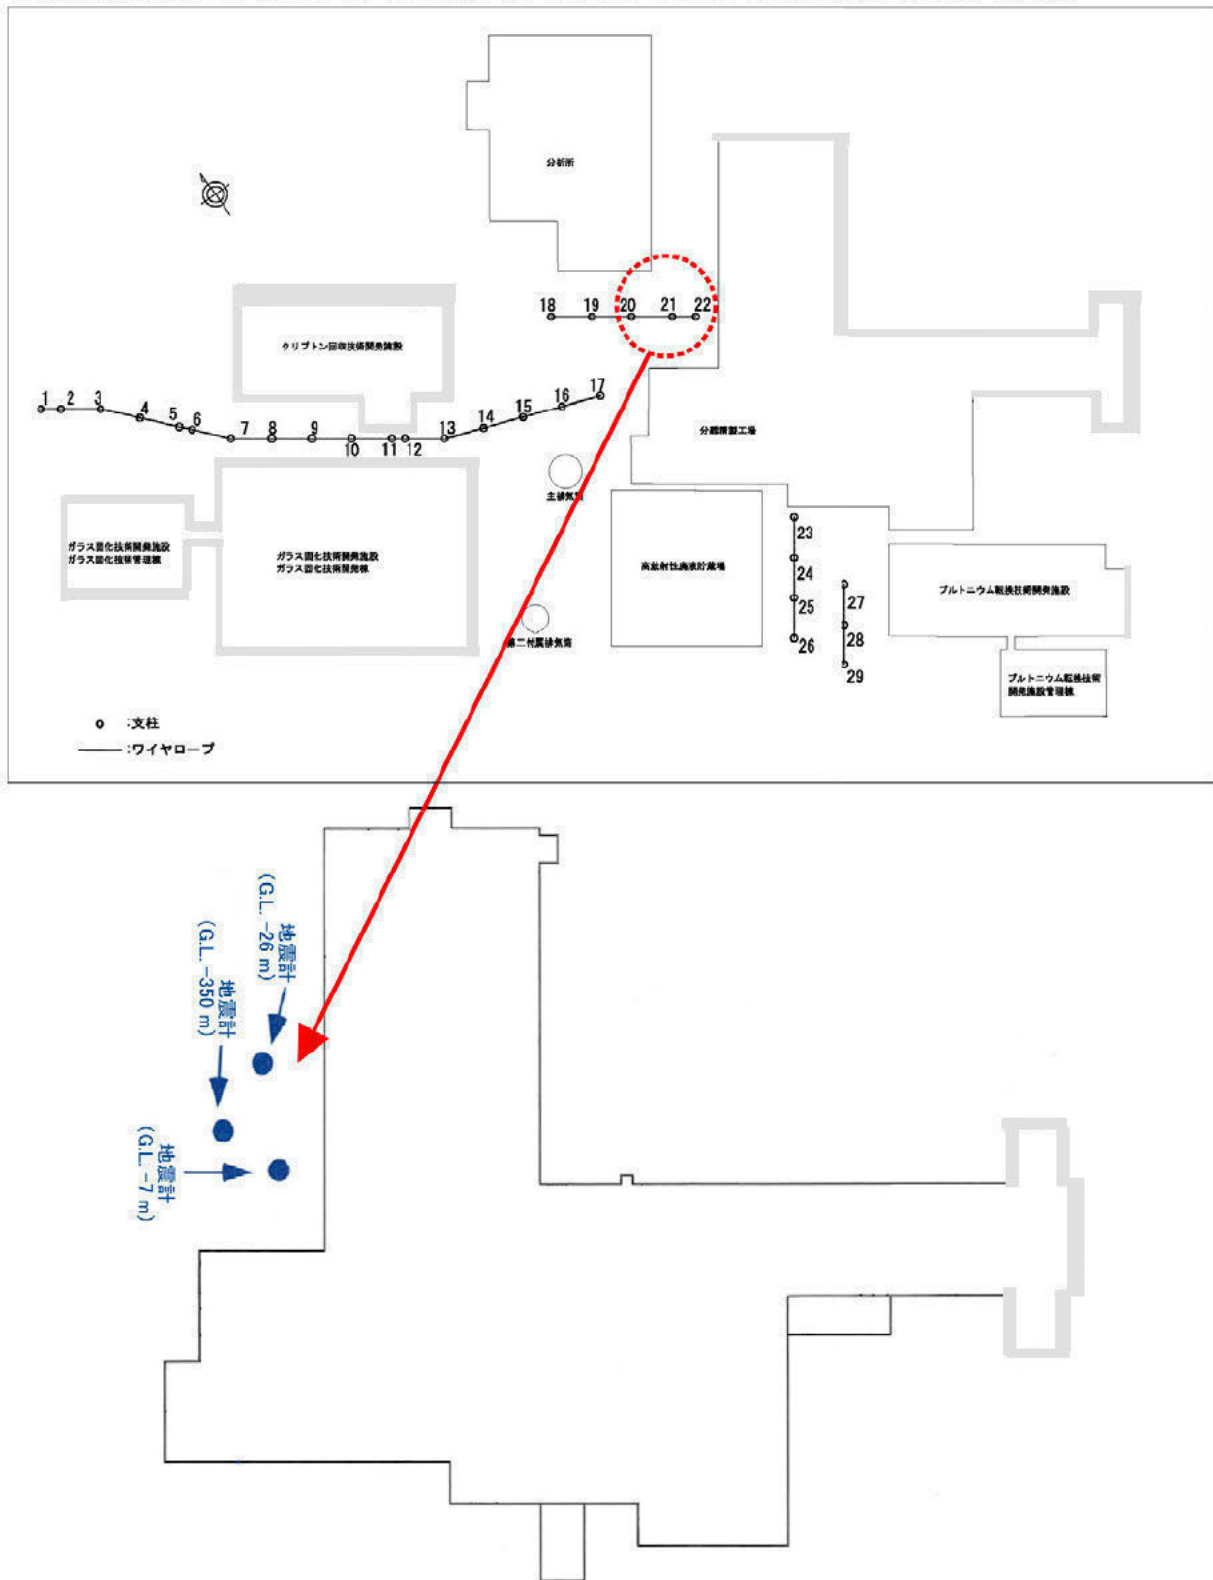 分析所
18 19 20 21 22
クリプトン回収技術開発施設
1 2 3 4 5 6 7 8 9 10 11 12 13 14 15 16 17
分離精製工場
主排気筒
ガラス固化技術開発施設
ガラス固化技術管理棟
ガラス固化技術開発施設
ガラス固化技術開発棟
高放射性廃液貯蔵場
23
24
25
26
27
28
29
プルトニウム転換技術開発施設
第二付属排気筒
プルトニウム転換技術
開発施設管理棟
:支柱
:ワイヤロープ
地震計
(G.L. -26 m)
地震計
(G.L. -350 m)
地震計
(G.L. -7 m)